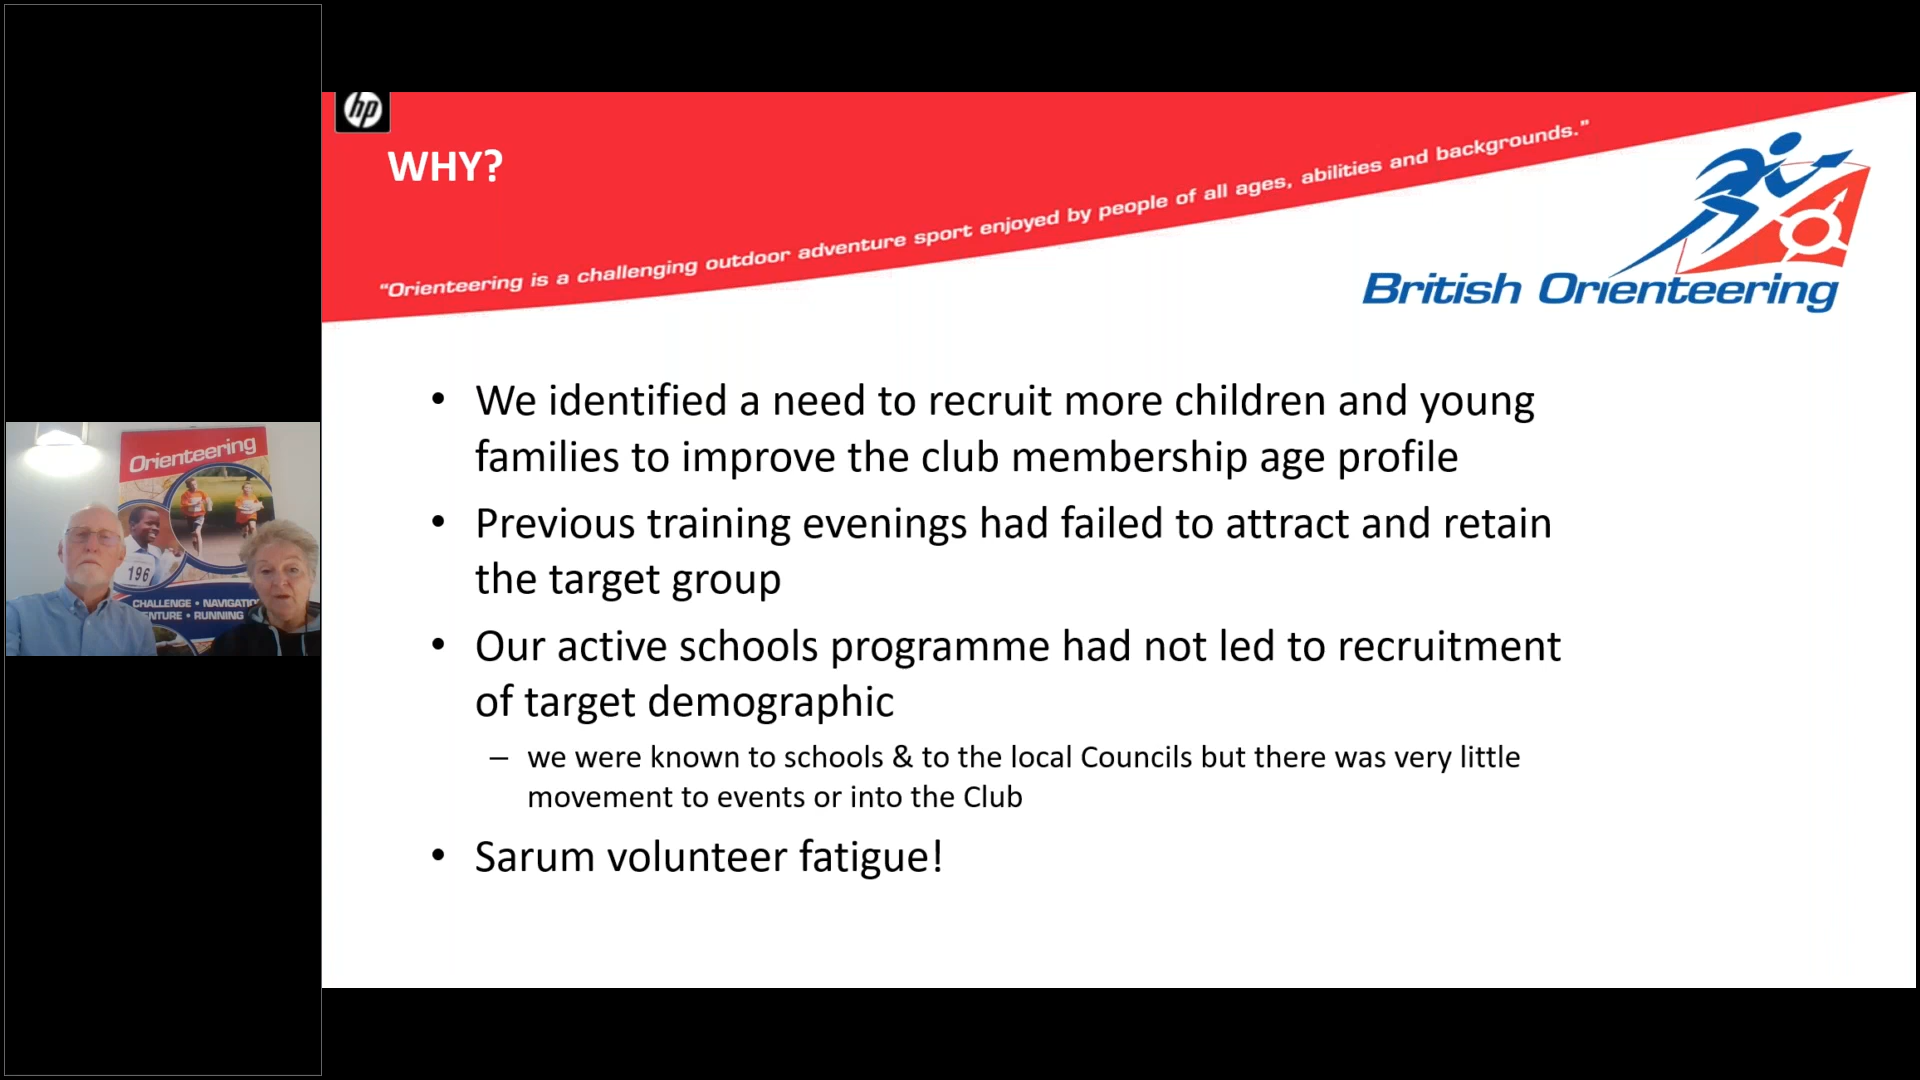 hp
WHY?
"Orienteering is a challenging outdoor adventure sport enjoyed by people of all ages, abilities and backgrounds."
British Orienteering
• We identified a need to recruit more children and young
families to improve the club membership age profile
• Previous training evenings had failed to attract and retain
the target group
• Our active schools programme had not led to recruitment
of target demographic
– we were known to schools & to the local Councils but there was very little
movement to events or into the Club
• Sarum volunteer fatigue!
Orienteering
196
CHALLENGE • NAVIGATIO
ENTURE • RUNNING